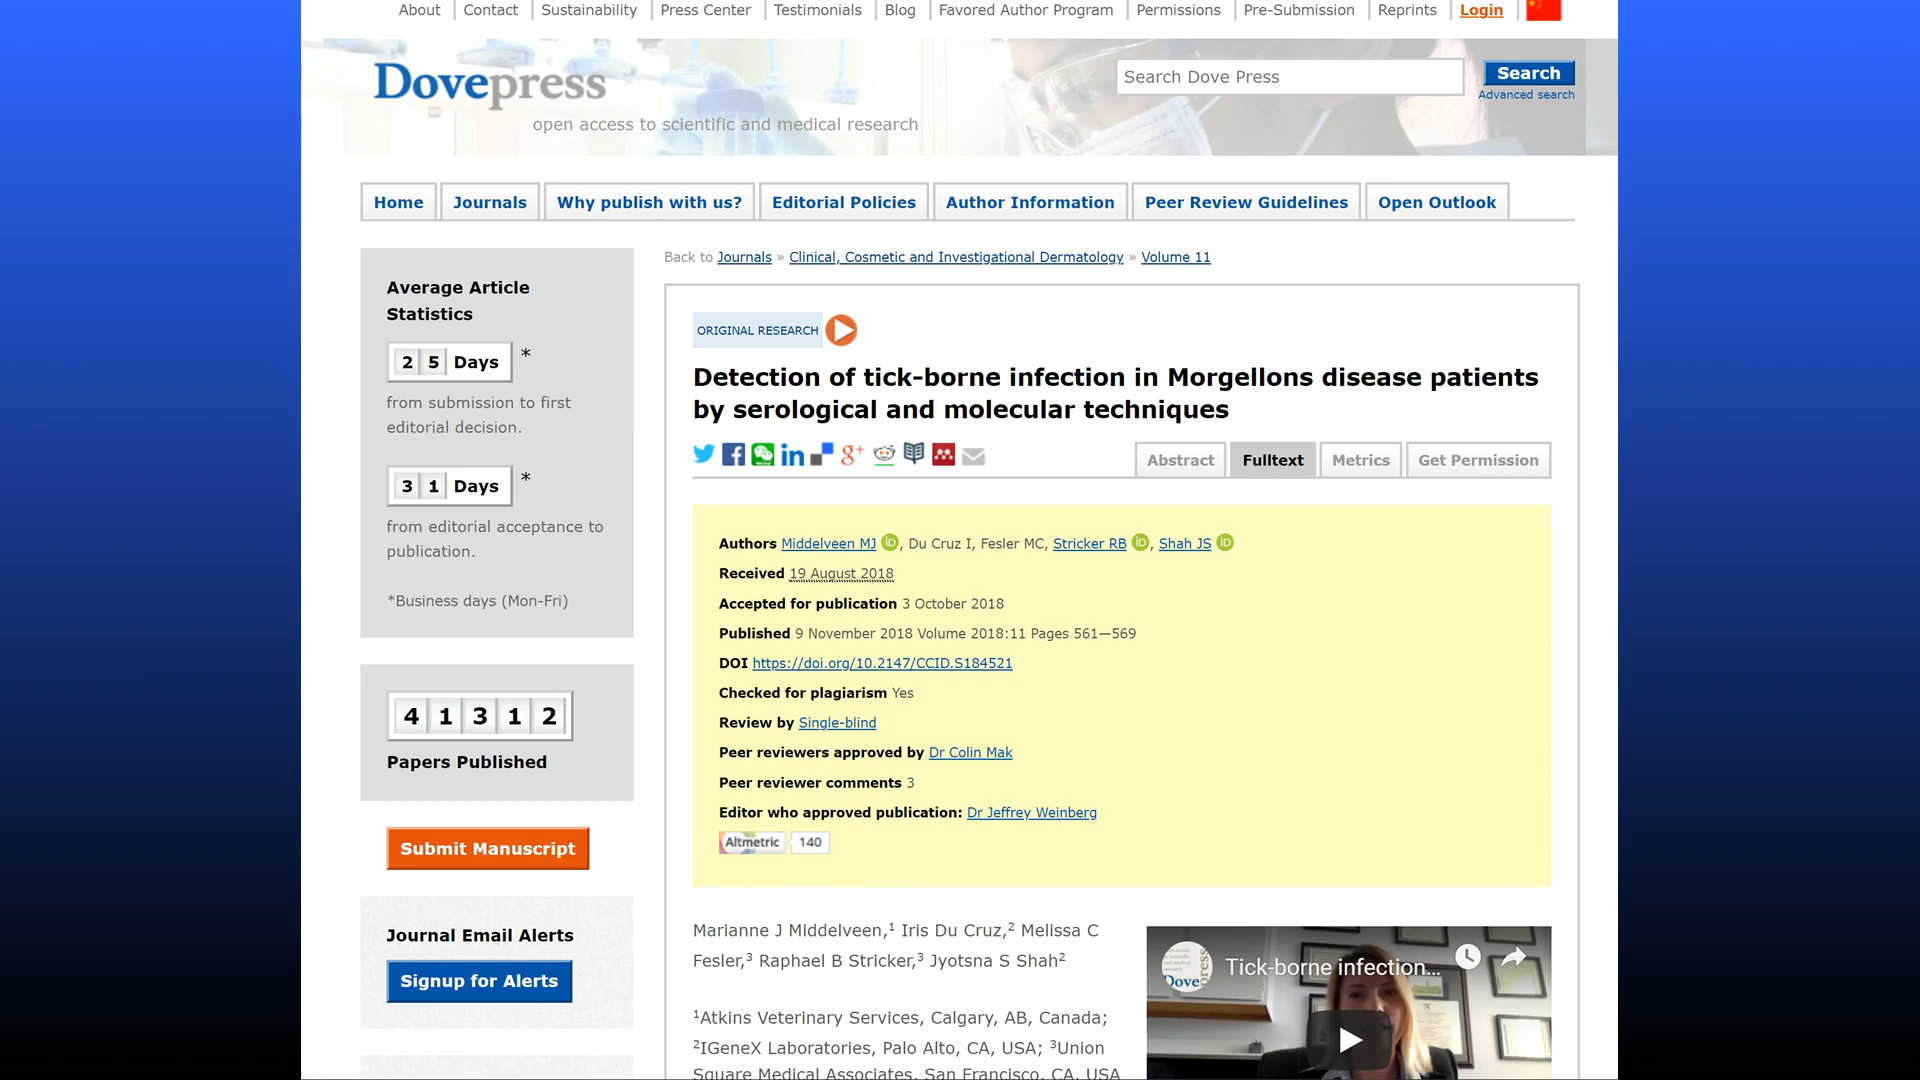 About
Contact
Sustainability
Press Center
Testimonials
Blog
Favored Author Program
Permissions
Pre-Submission
Reprints
Login
Dovepress
open access to scientific and medical research
Search Dove Press
Search
Advanced search
Home
Journals
Why publish with us?
Editorial Policies
Author Information
Peer Review Guidelines
Open Outlook
Average Article
Statistics
25 Days *
from submission to first
editorial decision.
31 Days *
from editorial acceptance to
publication.
*Business days (Mon-Fri)
41312
Papers Published
Submit Manuscript
Journal Email Alerts
Signup for Alerts
Back to Journals » Clinical, Cosmetic and Investigational Dermatology » Volume 11
ORIGINAL RESEARCH
Detection of tick-borne infection in Morgellons disease patients
by serological and molecular techniques
Abstract
Fulltext
Metrics
Get Permission
Authors Middelveen MJ iD, Du Cruz I, Fesler MC, Stricker RB iD, Shah JS iD
Received 19 August 2018
Accepted for publication 3 October 2018
Published 9 November 2018 Volume 2018:11 Pages 561—569
DOI https://doi.org/10.2147/CCID.S184521
Checked for plagiarism Yes
Review by Single-blind
Peer reviewers approved by Dr Colin Mak
Peer reviewer comments 3
Editor who approved publication: Dr Jeffrey Weinberg
Altmetric 140
Marianne J Middelveen,¹ Iris Du Cruz,² Melissa C
Fesler,³ Raphael B Stricker,³ Jyotsna S Shah²
¹Atkins Veterinary Services, Calgary, AB, Canada;
²IGeneX Laboratories, Palo Alto, CA, USA; ³Union
Square Medical Associates, San Francisco, CA, USA
Dovepress
Tick-borne infection...